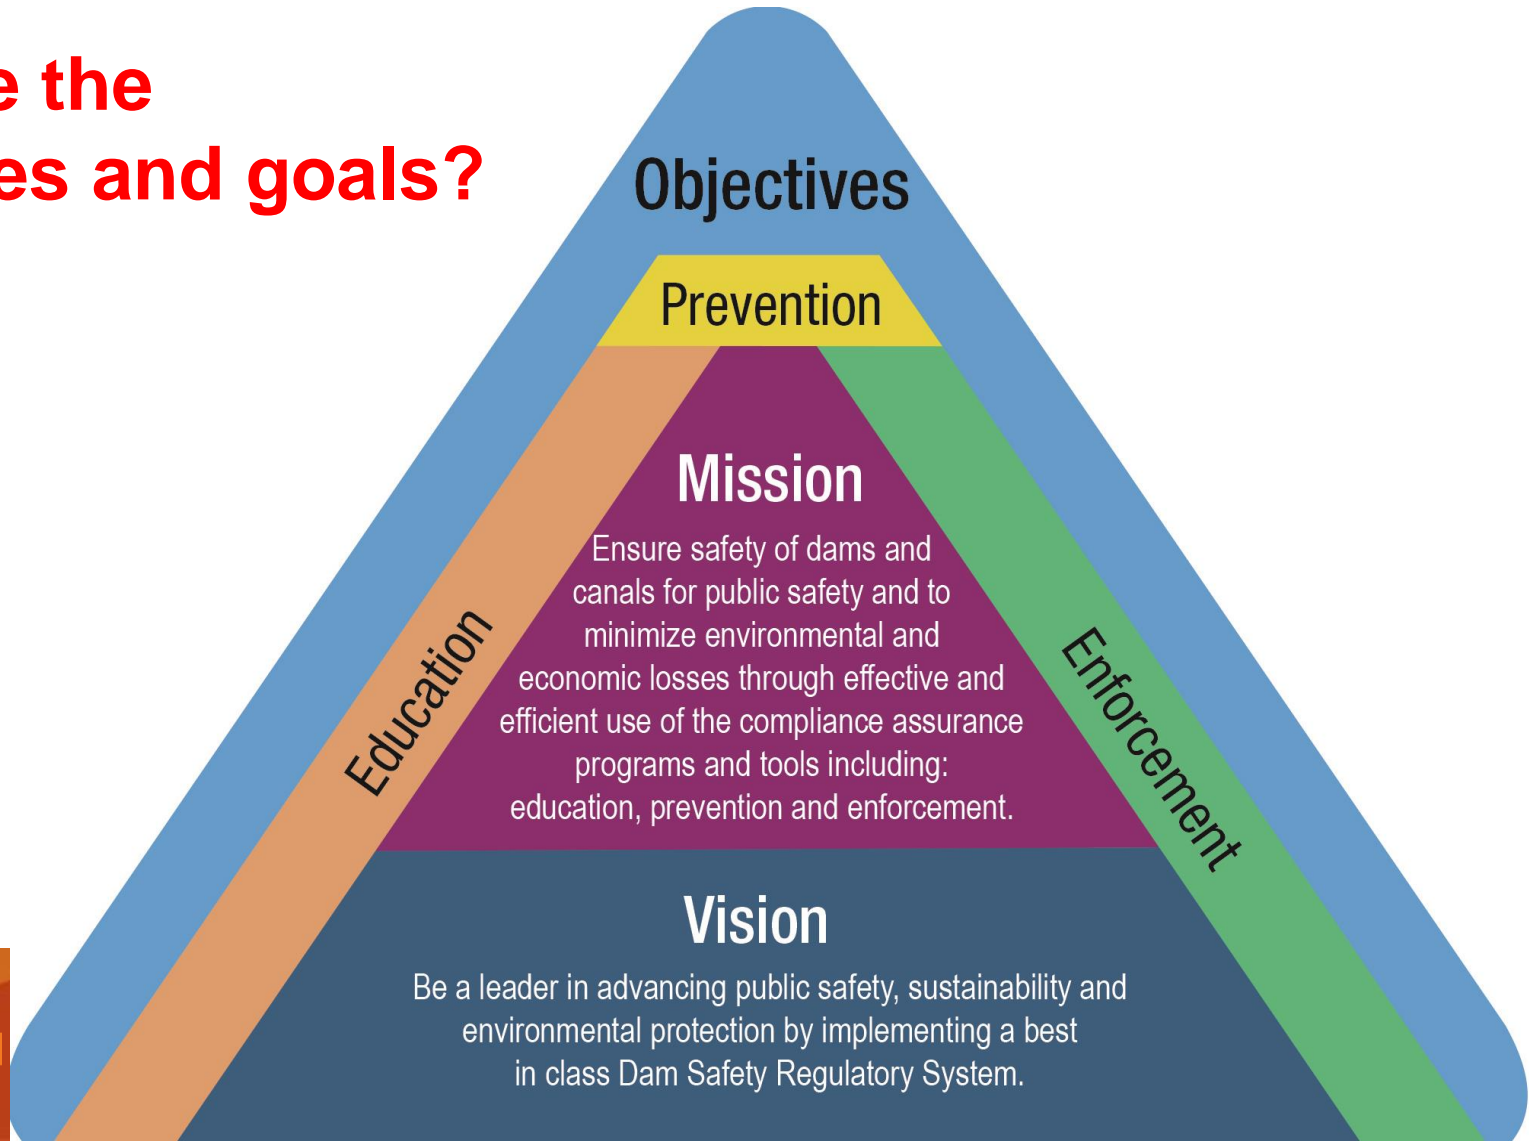 e the
es and goals?
Objectives
Prevention
Mission
Ensure safety of dams and
canals for public safety and to
minimize environmental and
economic losses through effective and
efficient use of the compliance assurance
programs and tools including:
education, prevention and enforcement.
Education
Enforcement
Vision
Be a leader in advancing public safety, sustainability and
environmental protection by implementing a best
in class Dam Safety Regulatory System.